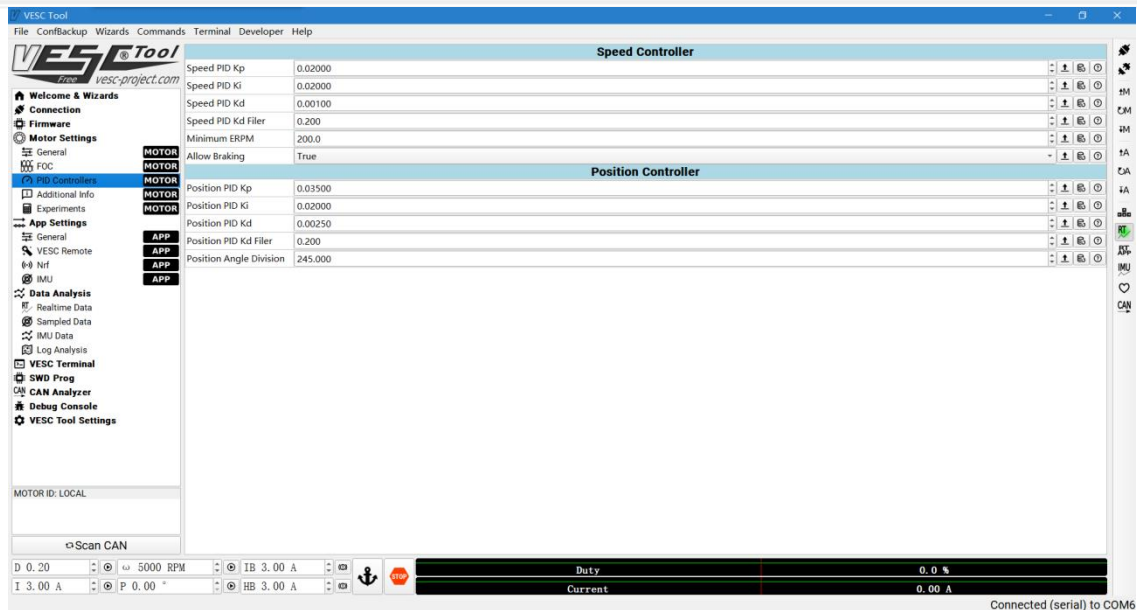 VESC Tool
File ConfBackup Wizards Commands Terminal Developer Help
VESC ® Tool
Free vesc-project.com
Welcome & Wizards
Connection
Firmware
Motor Settings
General MOTOR
FOC MOTOR
PID Controllers MOTOR
Additional Info MOTOR
Experiments MOTOR
App Settings
General APP
VESC Remote APP
Nrf APP
IMU APP
Data Analysis
RT Realtime Data
Sampled Data
IMU Data
Log Analysis
VESC Terminal
SWD Prog
CAN CAN Analyzer
Debug Console
VESC Tool Settings
MOTOR ID: LOCAL
Scan CAN
Speed Controller
Speed PID Kp 0.02000
Speed PID Ki 0.02000
Speed PID Kd 0.00100
Speed PID Kd Filer 0.200
Minimum ERPM 200.0
Allow Braking True
Position Controller
Position PID Kp 0.03500
Position PID Ki 0.02000
Position PID Kd 0.00250
Position PID Kd Filer 0.200
Position Angle Division 245.000
M
M
M
A
A
A
RT
RT APP
IMU
CAN
D 0.20 ω 5000 RPM IB 3.00 A
I 3.00 A P 0.00 ° HB 3.00 A
STOP
Duty 0.0 %
Current 0.00 A
Connected (serial) to COM6